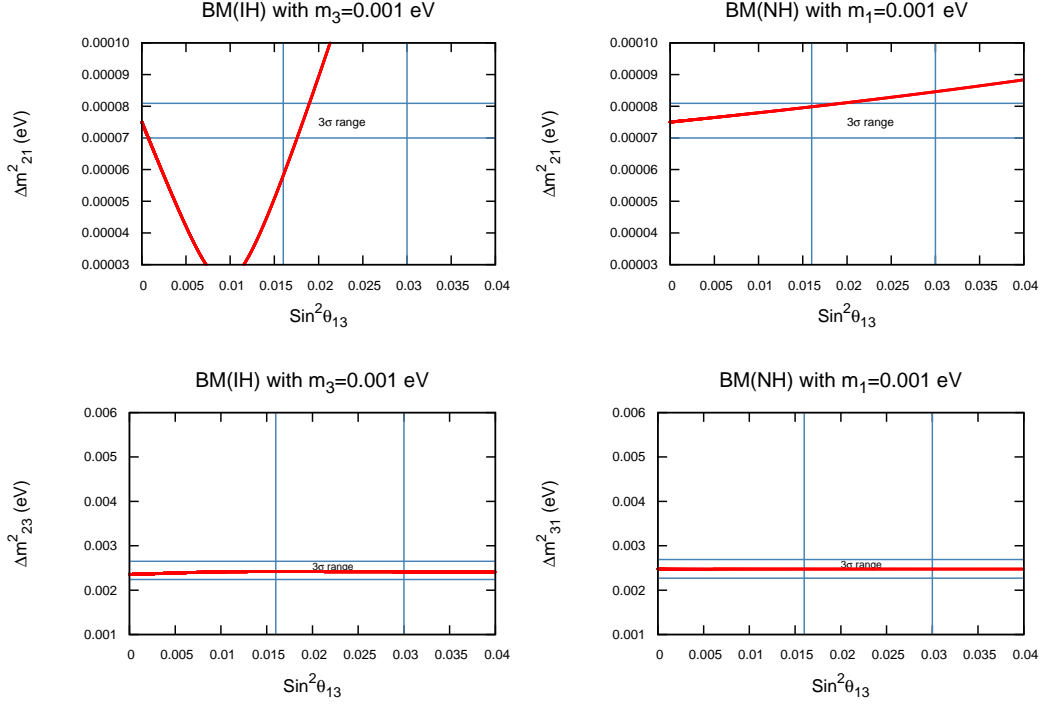 BM(IH) with m3=0.001 eV
Δm²21 (eV)
0.00010
0.00009
0.00008
0.00007
0.00006
0.00005
0.00004
0.00003
3σ range
0 0.005 0.01 0.015 0.02 0.025 0.03 0.035 0.04
Sin²θ13
BM(NH) with m1=0.001 eV
Δm²21 (eV)
0.00010
0.00009
0.00008
0.00007
0.00006
0.00005
0.00004
0.00003
3σ range
0 0.005 0.01 0.015 0.02 0.025 0.03 0.035 0.04
Sin²θ13
BM(IH) with m3=0.001 eV
Δm²23 (eV)
0.006
0.005
0.004
0.003
0.002
0.001
3σ range
0 0.005 0.01 0.015 0.02 0.025 0.03 0.035 0.04
Sin²θ13
BM(NH) with m1=0.001 eV
Δm²31 (eV)
0.006
0.005
0.004
0.003
0.002
0.001
3σ range
0 0.005 0.01 0.015 0.02 0.025 0.03 0.035 0.04
Sin²θ13